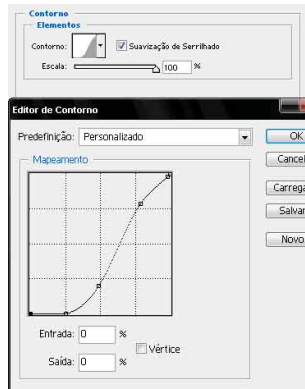 Contorno
Elementos
Contorno:
Suavização de Serrilhado
Escala: 100 %
Editor de Contorno
Predefinição: Personalizado
OK
Mapeamento
Cancel
Carrega
Salvar
Novo
Entrada: 0 %
Vértice
Saída: 0 %